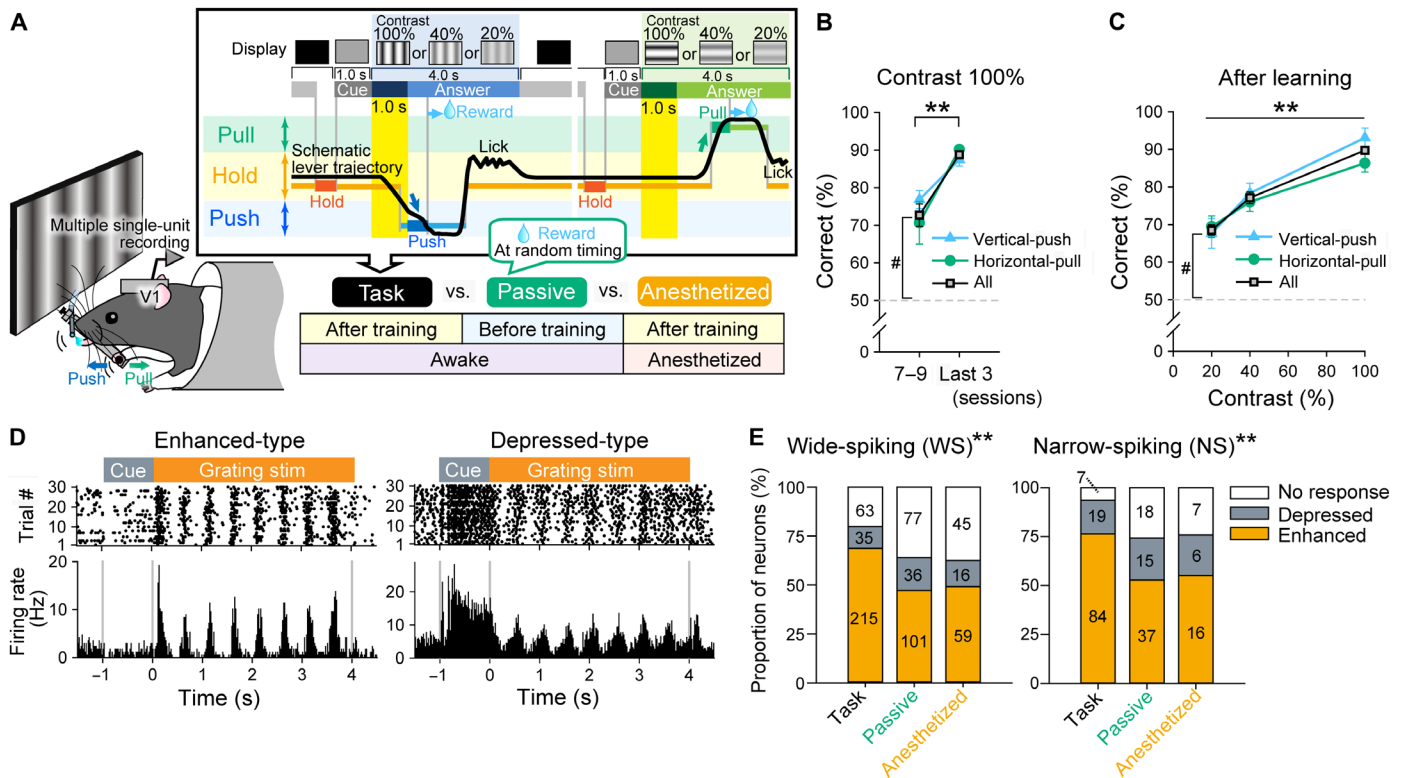 A
Display
Contrast
100%
or
40%
or
20%
Contrast
100%
or
40%
or
20%
1.0 s
4.0 s
1.0 s
4.0 s
Cue
Answer
Cue
Answer
1.0 s
Reward
1.0 s
Pull
Pull
Hold
Push
Schematic
lever trajectory
Lick
Lick
Hold
Push
Hold
Reward
At random timing
Multiple single-unit
recording
V1
Push
Pull
Task vs. Passive vs. Anesthetized
After training
Before training
After training
Awake
Anesthetized
B
Contrast 100%
**
Correct (%)
100
90
80
70
60
50
0
#
Vertical-push
Horizontal-pull
All
7–9
Last 3
(sessions)
C
After learning
**
Correct (%)
100
90
80
70
60
50
0
#
Vertical-push
Horizontal-pull
All
0
20
40
60
80
100
Contrast (%)
D
Enhanced-type
Cue
Grating stim
Trial #
30
20
10
1
Firing rate
(Hz)
20
10
0
–1
0
1
2
3
4
Time (s)
Depressed-type
Cue
Grating stim
30
20
10
1
20
10
0
–1
0
1
2
3
4
Time (s)
E
Wide-spiking (WS)**
Proportion of neurons (%)
100
75
50
25
0
63
35
215
77
36
101
45
16
59
Task
Passive
Anesthetized
Narrow-spiking (NS)**
100
75
50
25
0
7
19
84
18
15
37
7
6
16
Task
Passive
Anesthetized
No response
Depressed
Enhanced